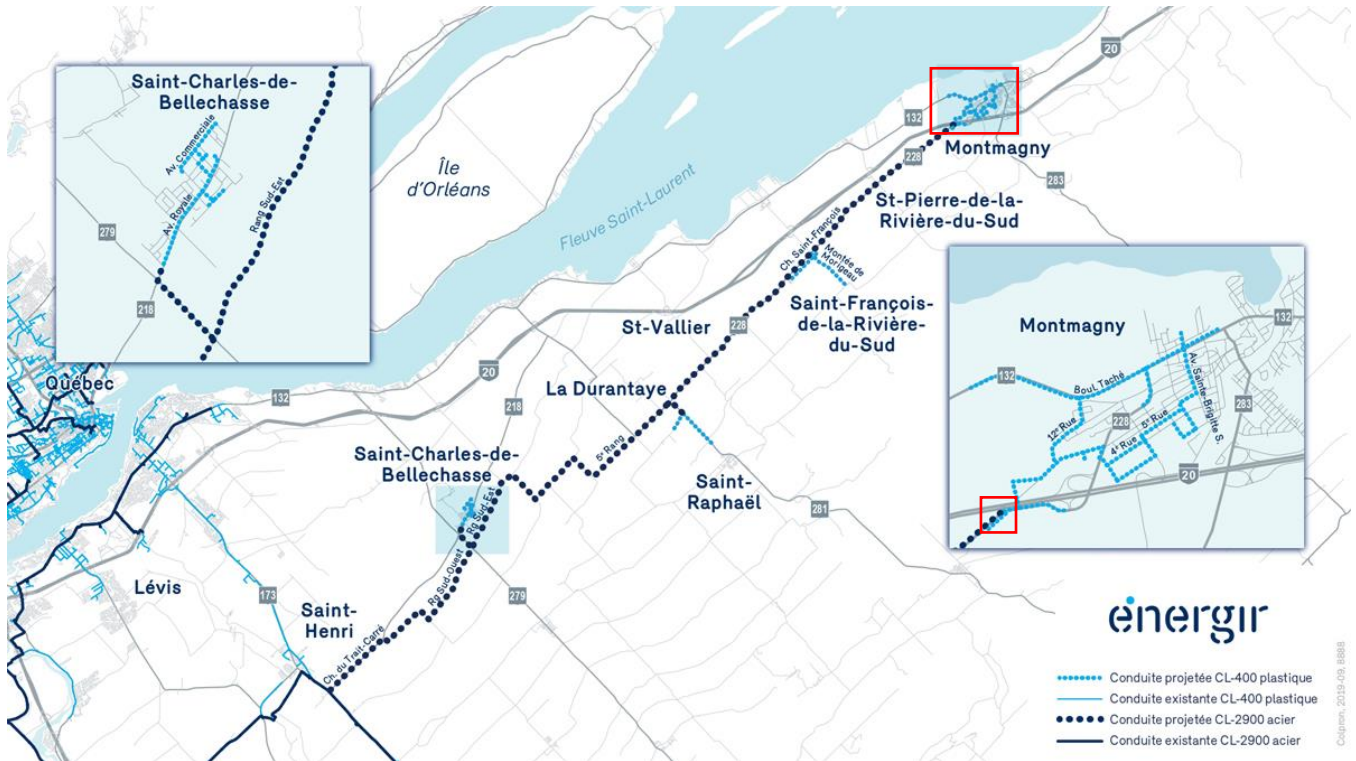 Saint-Charles-de-
Bellechasse
Av. Commerciale
Av. Royale
Rang Sud-Est
279
218
Île
d'Orléans
Fleuve Saint-Laurent
20
132
228
Montmagny
283
St-Pierre-de-la-
Rivière-du-Sud
Ch. Saint-François
Montée de
Morigeau
Saint-François-
de-la-Rivière-
du-Sud
St-Vallier
228
20
La Durantaye
132
218
Québec
5e Rang
Saint-Charles-de-
Bellechasse
Saint-
Raphaël
281
Rg Sud-Est
Rg Sud-Ouest
279
Lévis
173
Saint-
Henri
Ch. du Trait-Carré
Montmagny
132
132
Boul. Taché
Av. Sainte-Brigitte S.
12e Rue
228
283
5e Rue
4e Rue
20
énergir
Conduite projetée CL-400 plastique
Conduite existante CL-400 plastique
Conduite projetée CL-2900 acier
Conduite existante CL-2900 acier
Colpron, 2019-09, 8888